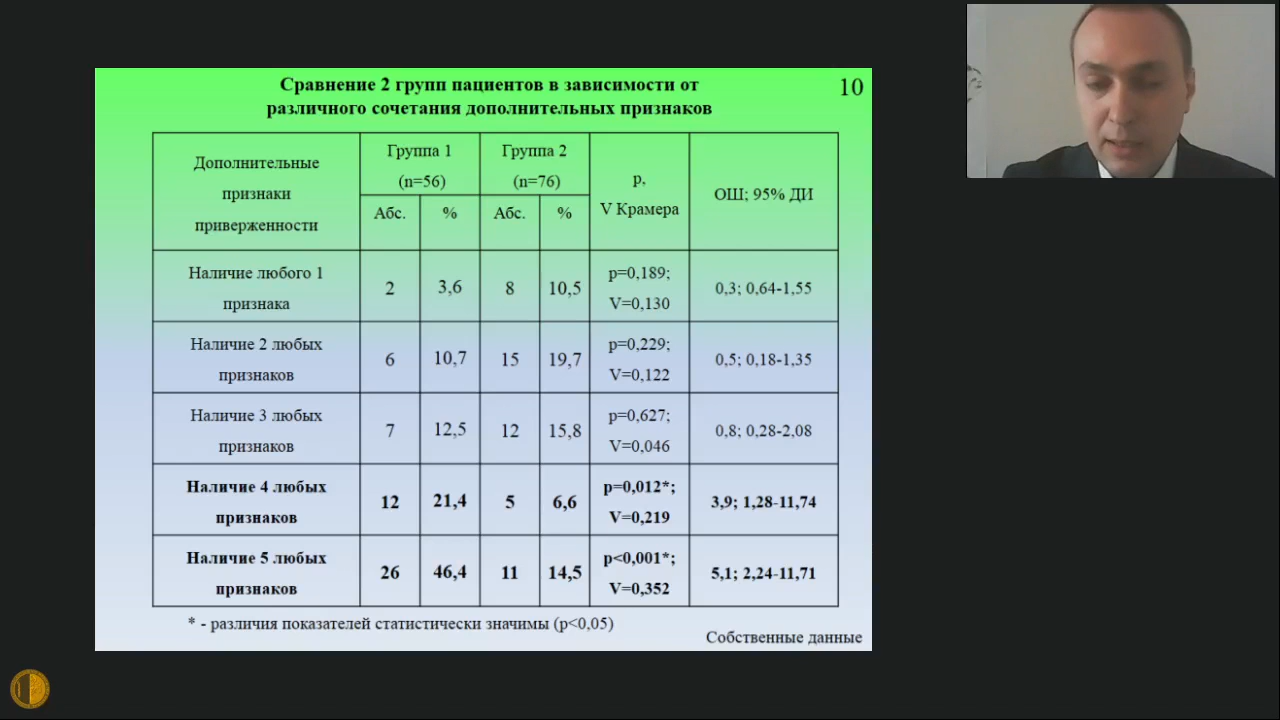 Сравнение 2 групп пациентов в зависимости от
различного сочетания дополнительных признаков
10
Дополнительные
признаки
приверженности
Группа 1
(n=56)
Группа 2
(n=76)
р,
V Крамера
ОШ; 95% ДИ
Абс.
%
Абс.
%
Наличие любого 1
признака
2
3,6
8
10,5
р=0,189;
V=0,130
0,3; 0,64-1,55
Наличие 2 любых
признаков
6
10,7
15
19,7
р=0,229;
V=0,122
0,5; 0,18-1,35
Наличие 3 любых
признаков
7
12,5
12
15,8
р=0,627;
V=0,046
0,8; 0,28-2,08
Наличие 4 любых
признаков
12
21,4
5
6,6
р=0,012*;
V=0,219
3,9; 1,28-11,74
Наличие 5 любых
признаков
26
46,4
11
14,5
р<0,001*;
V=0,352
5,1; 2,24-11,71
* - различия показателей статистически значимы (р<0,05)
Собственные данные